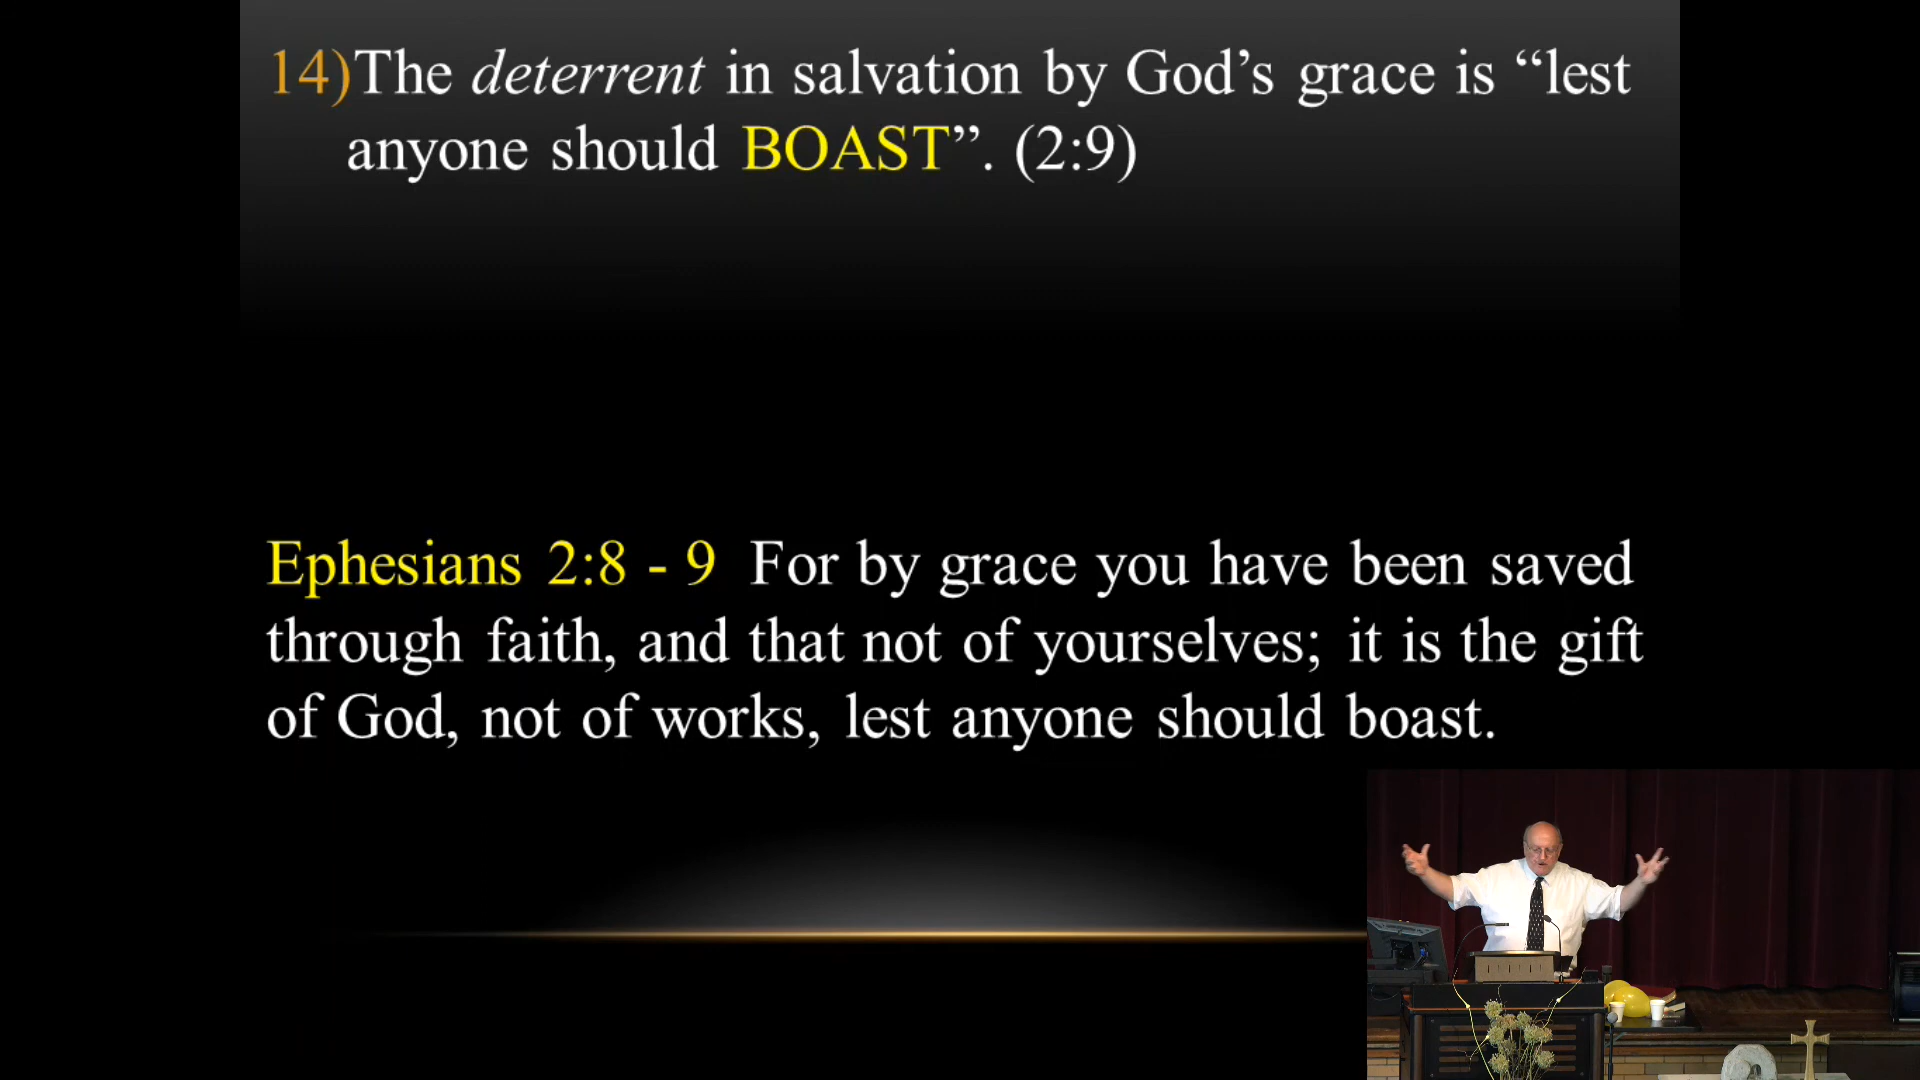 14)The deterrent in salvation by God’s grace is “lest
anyone should BOAST”. (2:9)
Ephesians 2:8 - 9 For by grace you have been saved
through faith, and that not of yourselves; it is the gift
of God, not of works, lest anyone should boast.